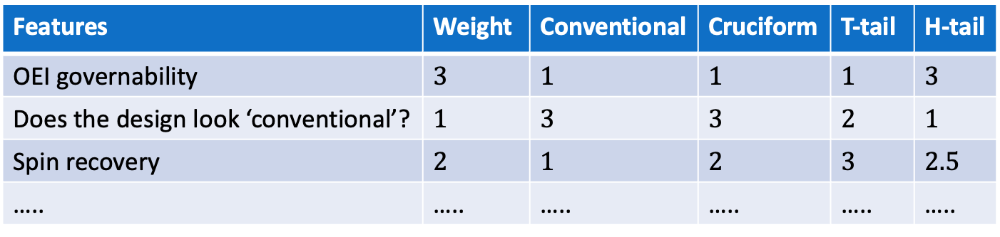 Features Weight Conventional Cruciform T-tail H-tail
OEI governability 3 1 1 1 3
Does the design look ‘conventional’? 1 3 3 2 1
Spin recovery 2 1 2 3 2.5
….. ….. ….. ….. ….. …..